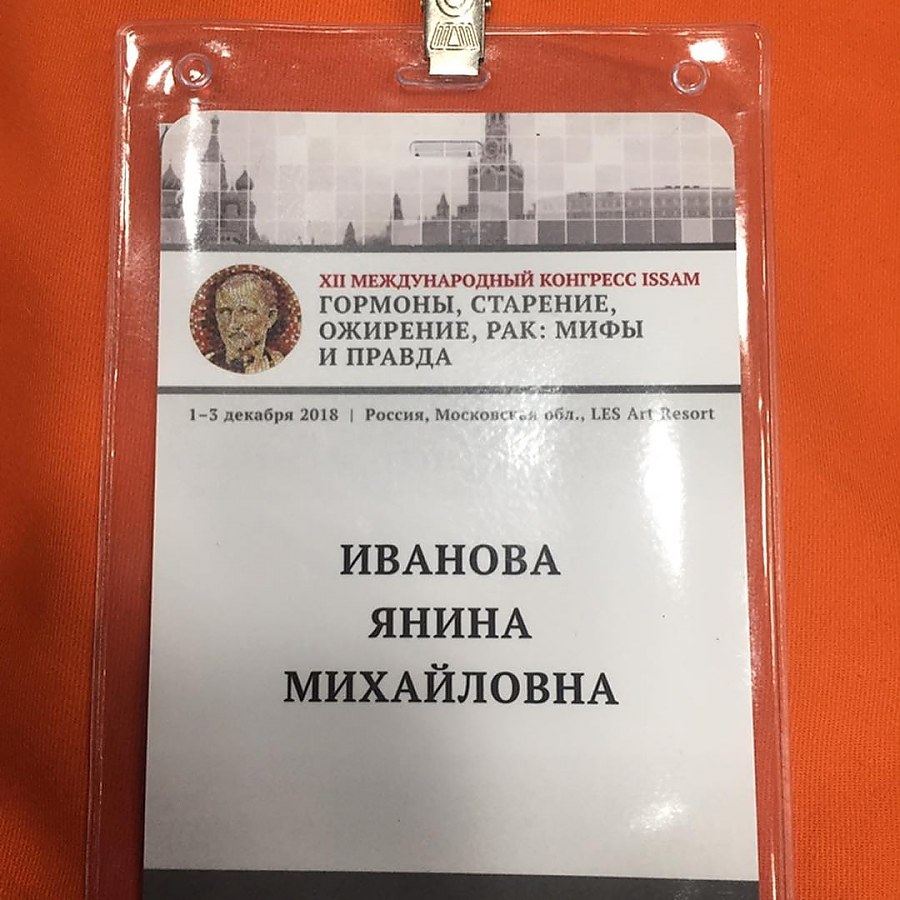 XII МЕЖДУНАРОДНЫЙ КОНГРЕСС ISSAM
ГОРМОНЫ, СТАРЕНИЕ,
ОЖИРЕНИЕ, РАК: МИФЫ
И ПРАВДА
1–3 декабря 2018 | Россия, Московская обл., LES Art Resort
ИВАНОВА
ЯНИНА
МИХАЙЛОВНА